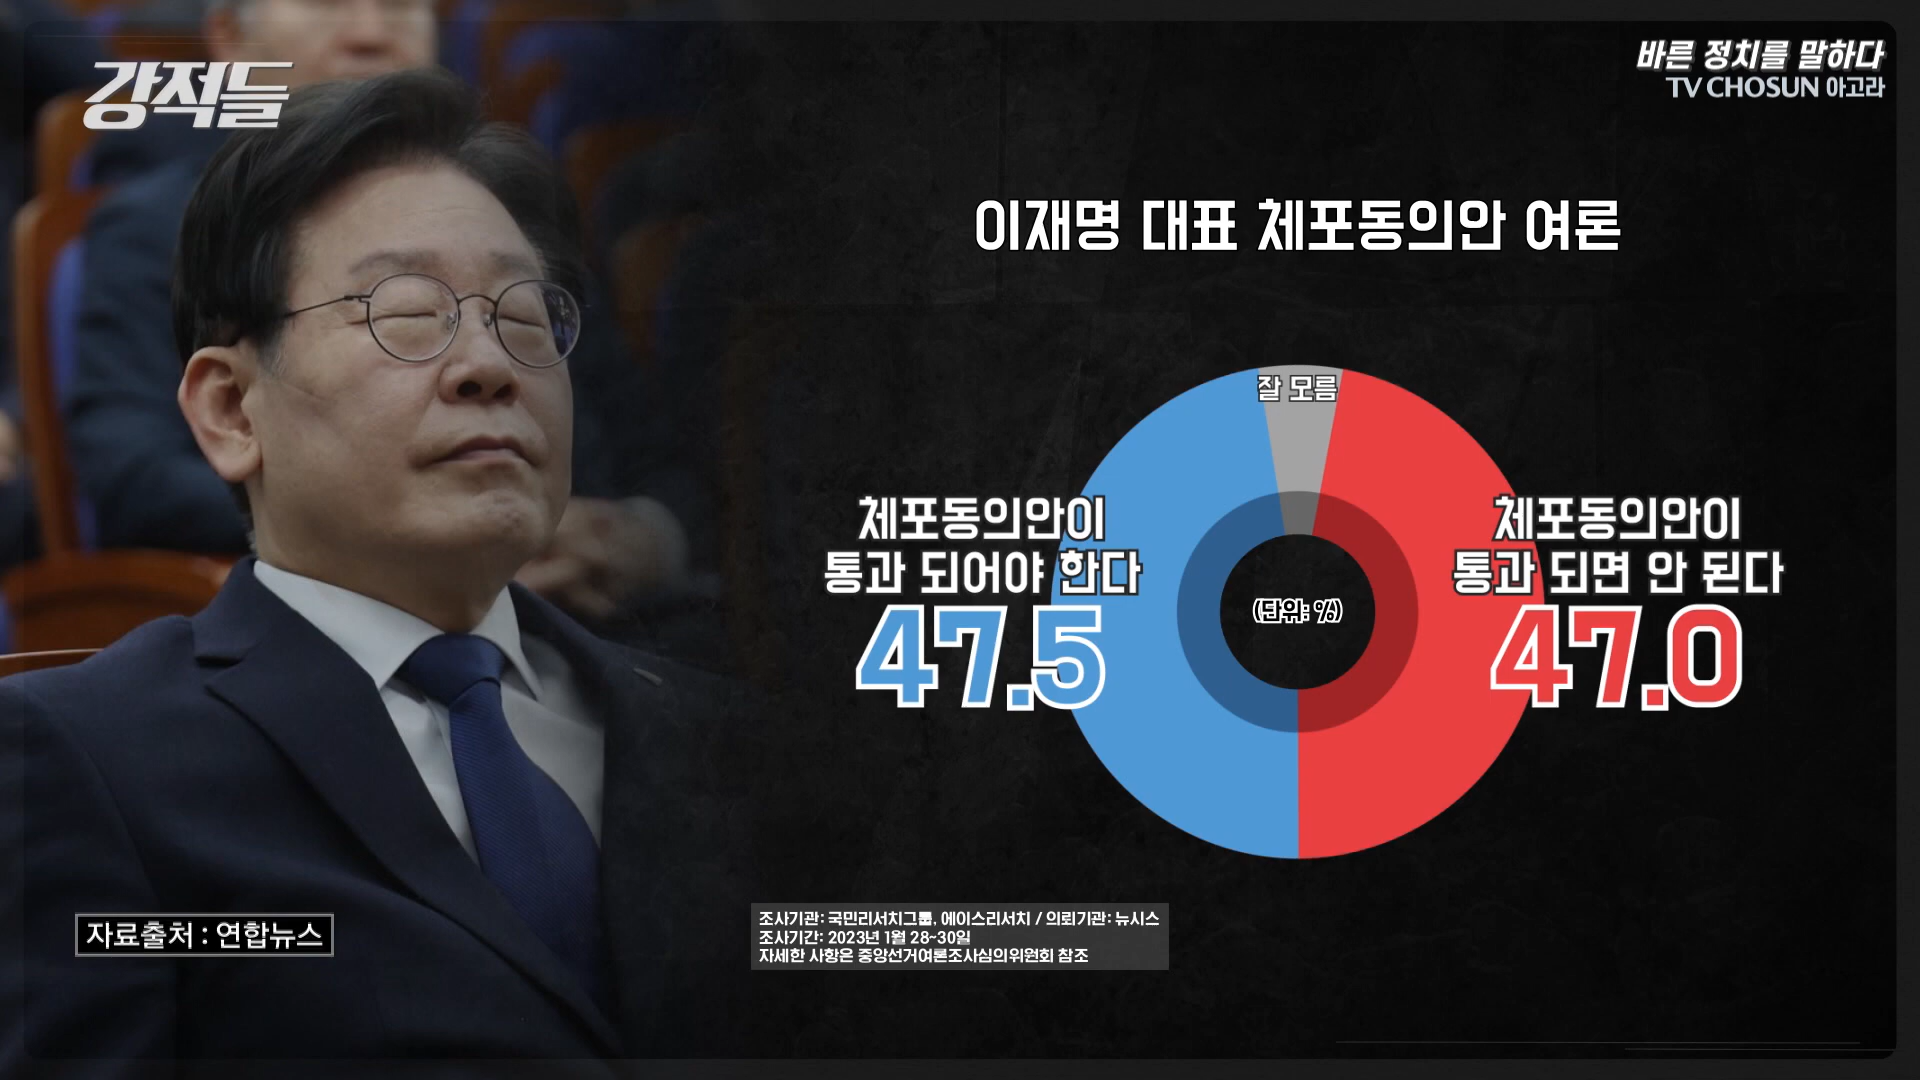 강적들
바른 정치를 말하다
TV CHOSUN 아고라
이재명 대표 체포동의안 여론
잘 모름
체포동의안이
통과 되어야 한다
47.5
(단위: %)
체포동의안이
통과 되면 안 된다
47.0
자료출처 : 연합뉴스
조사기관: 국민리서치그룹, 에이스리서치 / 의뢰기관: 뉴시스
조사기간: 2023년 1월 28~30일
자세한 사항은 중앙선거여론조사심의위원회 참조